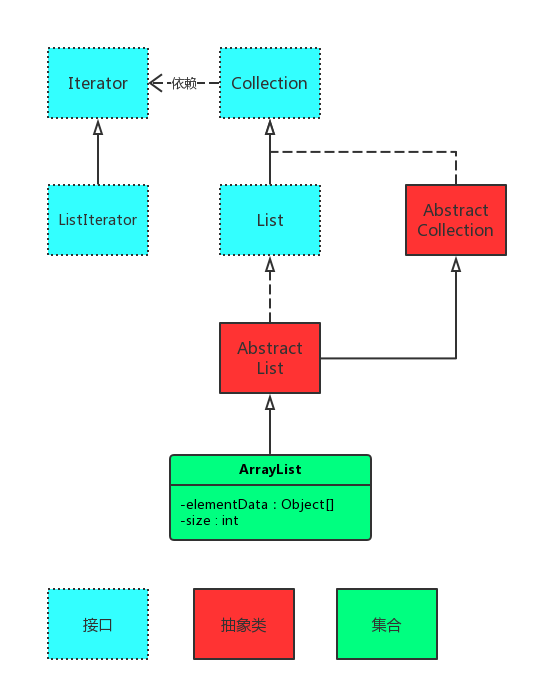 Iterator
依赖
Collection
ListIterator
List
Abstract
Collection
Abstract
List
ArrayList
-elementData : Object[]
-size : int
接口
抽象类
集合